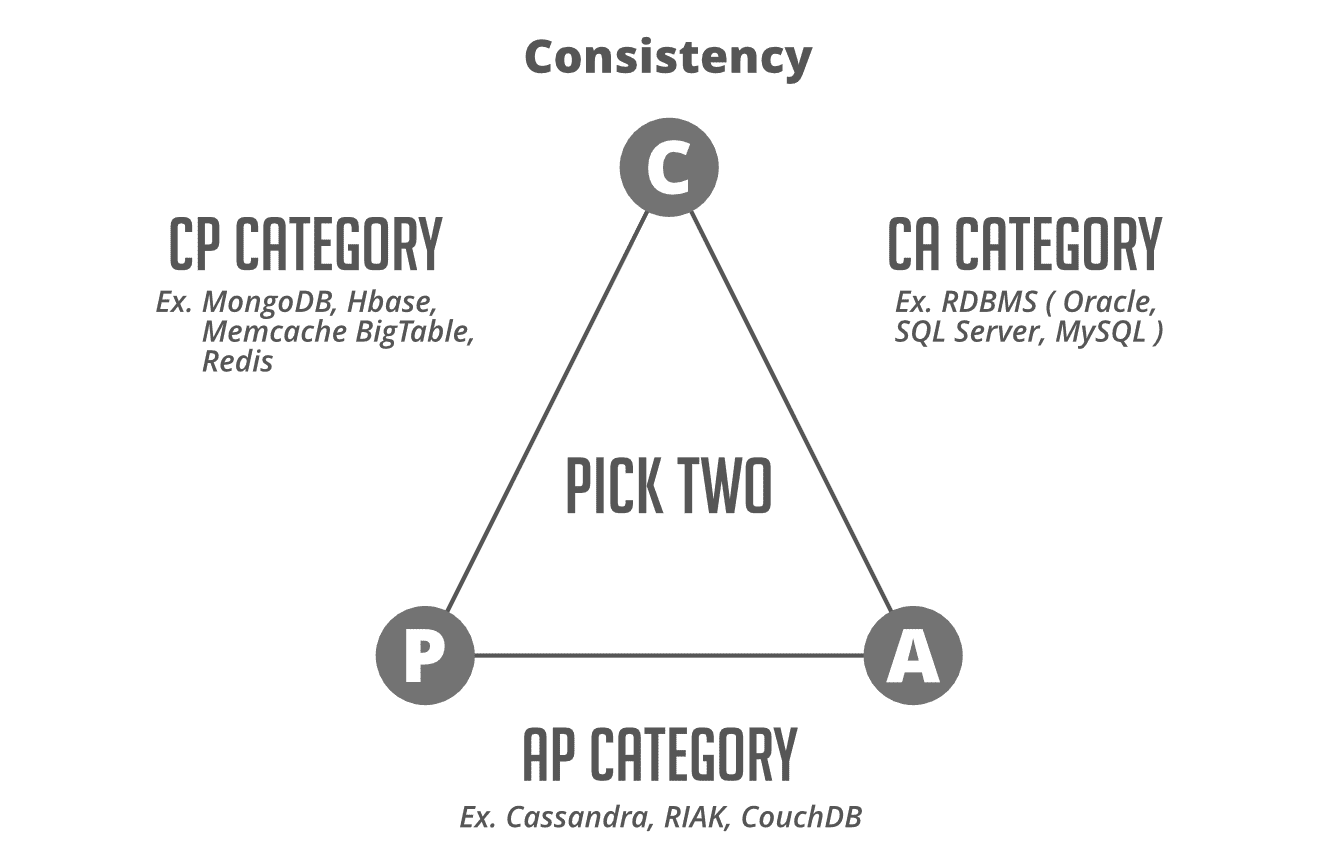 Consistency
C
CP CATEGORY
Ex. MongoDB, Hbase,
Memcache BigTable,
Redis
CA CATEGORY
Ex. RDBMS ( Oracle,
SQL Server, MySQL )
PICK TWO
P
A
AP CATEGORY
Ex. Cassandra, RIAK, CouchDB